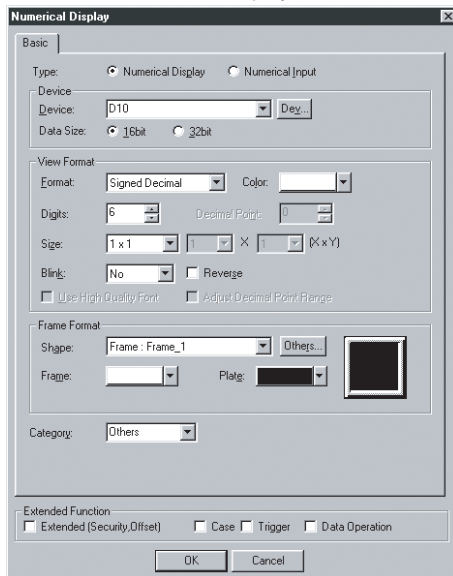 Numerical Display
Basic
Type: Numerical Display Numerical Input
Device
Device: D10 Dev...
Data Size: 16bit 32bit
View Format
Format: Signed Decimal Color:
Digits: 6 Decimal Point: 0
Size: 1 x 1 1 X 1 (X x Y)
Blink: No Reverse
Use High Quality Font Adjust Decimal Point Range
Frame Format
Shape: Frame : Frame_1 Others...
Frame: Plate:
Category: Others
Extended Function
Extended (Security,Offset) Case Trigger Data Operation
OK Cancel